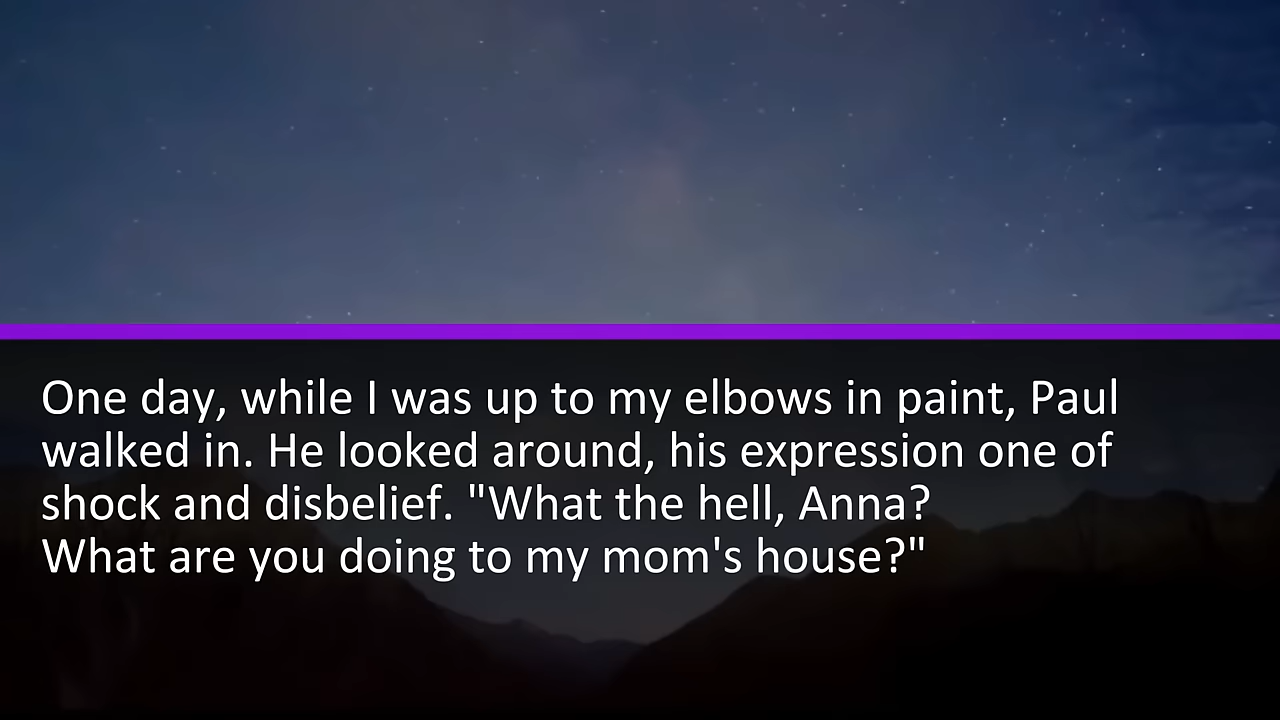 One day, while I was up to my elbows in paint, Paul
walked in. He looked around, his expression one of
shock and disbelief. "What the hell, Anna?
What are you doing to my mom's house?"